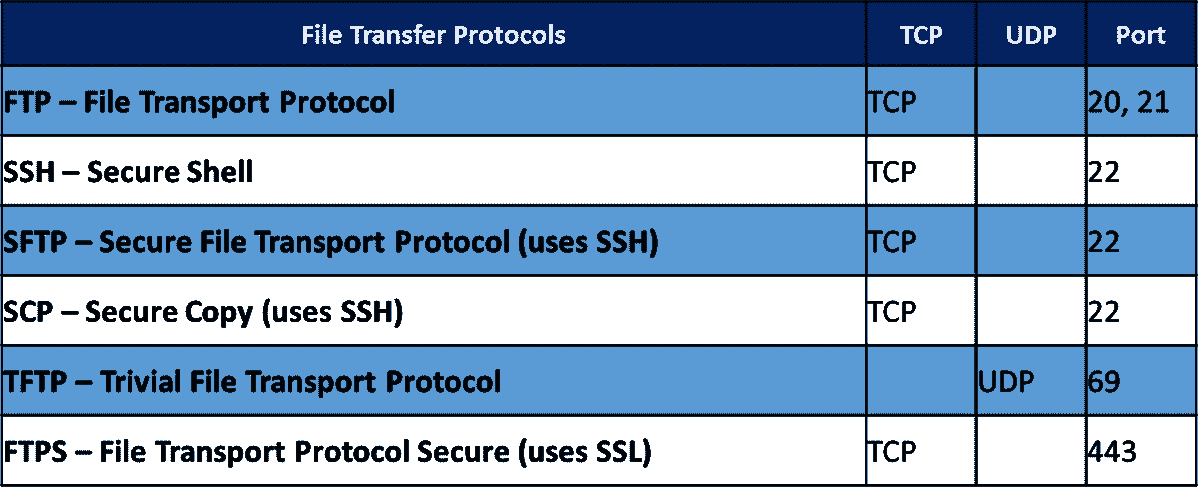 File Transfer Protocols TCP UDP Port
FTP – File Transport Protocol TCP 20, 21
SSH – Secure Shell TCP 22
SFTP – Secure File Transport Protocol (uses SSH) TCP 22
SCP – Secure Copy (uses SSH) TCP 22
TFTP – Trivial File Transport Protocol UDP 69
FTPS – File Transport Protocol Secure (uses SSL) TCP 443